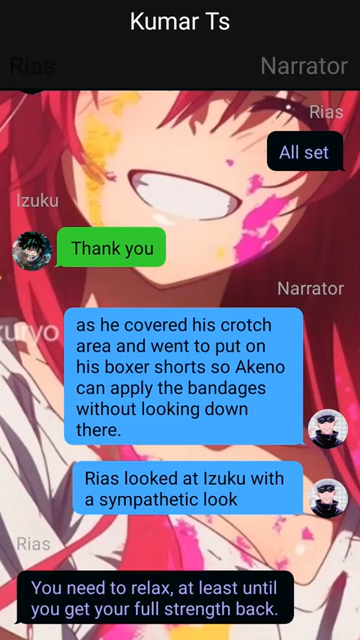 Kumar Ts
Rias
Narrator
Rias
All set
Izuku
Thank you
Narrator
kuryo
as he covered his crotch
area and went to put on
his boxer shorts so Akeno
can apply the bandages
without looking down
there.
Rias looked at Izuku with
a sympathetic look
Rias
You need to relax, at least until
you get your full strength back.